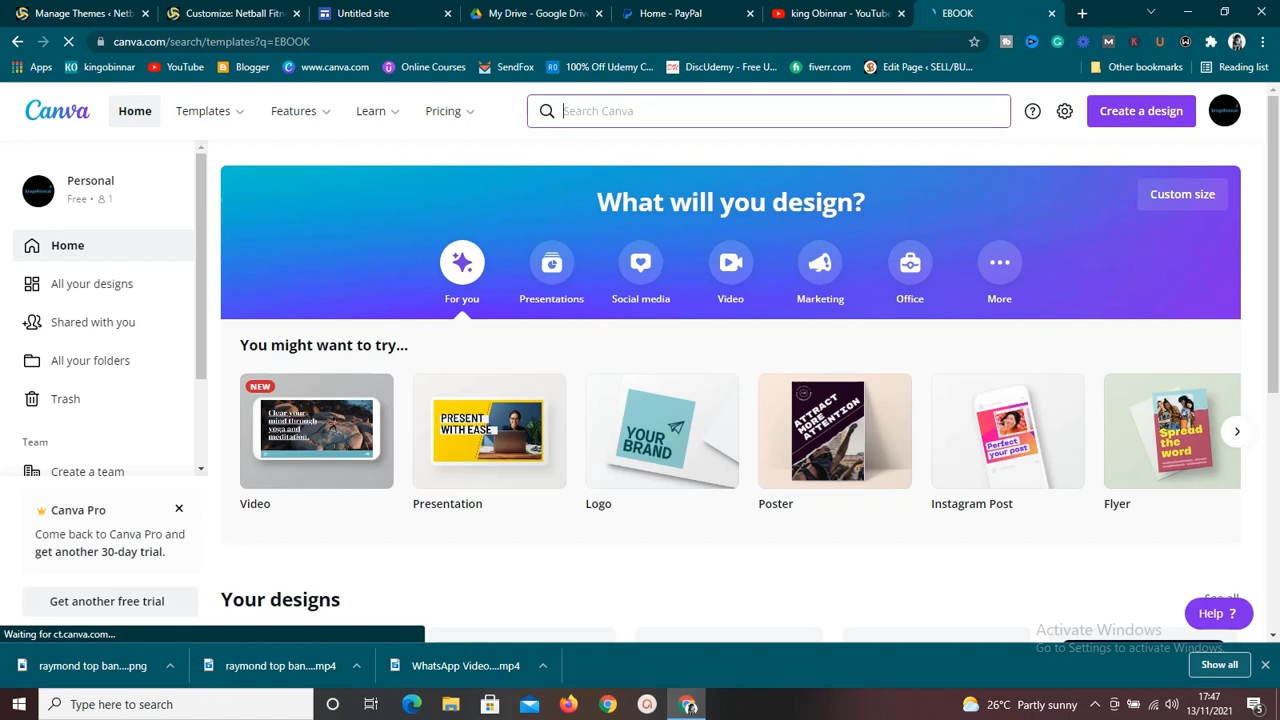 Manage Themes ‹ Netb
Customize: Netball Fitne
Untitled site
My Drive - Google Driv
Home - PayPal
king Obinnar - YouTube
EBOOK
canva.com/search/templates?q=EBOOK
Apps
kingobinnar
YouTube
Blogger
www.canva.com
Online Courses
SendFox
100% Off Udemy C...
DiscUdemy - Free U...
fiverr.com
Edit Page ‹ SELL/BU...
Other bookmarks
Reading list
Canva
Home
Templates
Features
Learn
Pricing
Search Canva
Create a design
Personal
Free • 1
Home
All your designs
Shared with you
All your folders
Trash
Team
Create a team
Canva Pro
Come back to Canva Pro and
get another 30-day trial.
Get another free trial
What will you design?
Custom size
For you
Presentations
Social media
Video
Marketing
Office
More
You might want to try...
NEW
Clear your
mind through
yoga and
meditation.
PRESENT
WITH EASE
YOUR
BRAND
ATTRACT
MORE
ATTENTION
Perfect
your post
Spread
the
word
Video
Presentation
Logo
Poster
Instagram Post
Flyer
Your designs
See all
Help ?
Waiting for ct.canva.com...
Activate Windows
Go to Settings to activate Windows.
raymond top ban....png
raymond top ban....mp4
WhatsApp Video....mp4
Show all
Type here to search
26°C Partly sunny
17:47
13/11/2021
5